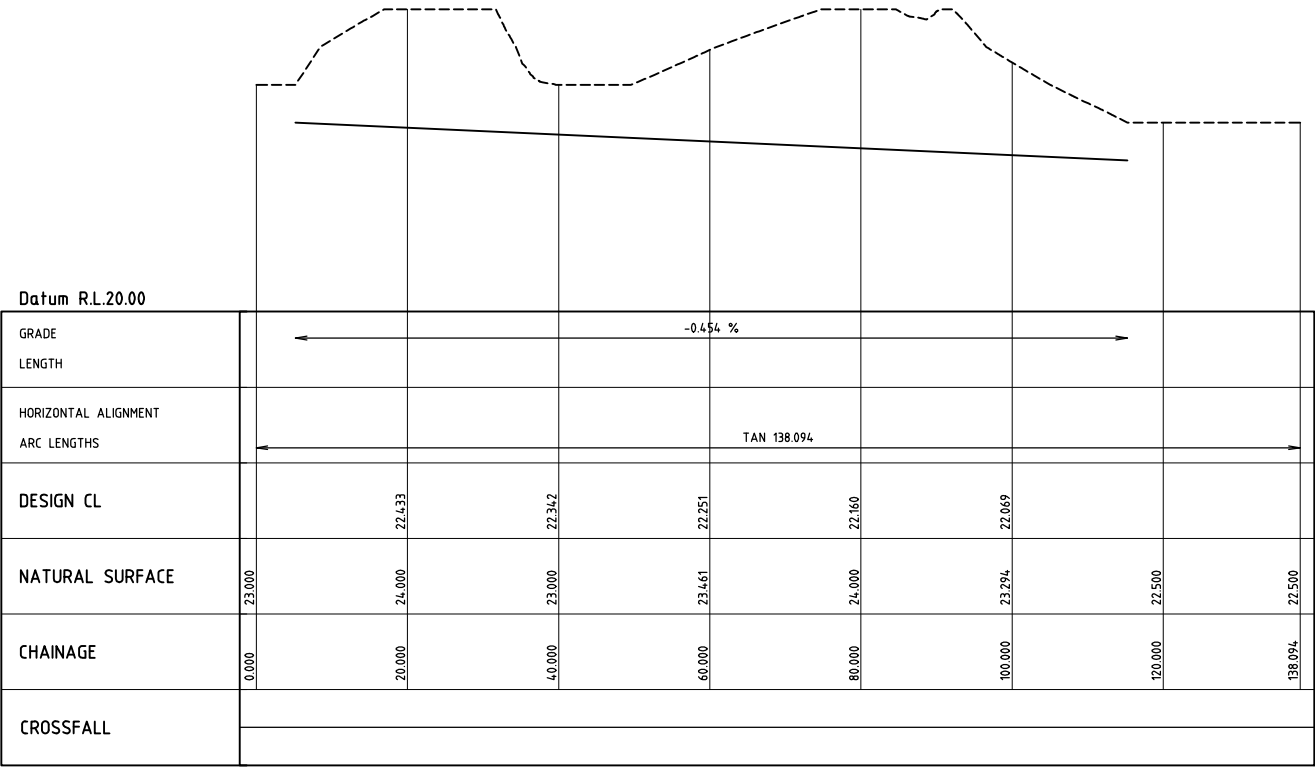 Datum R.L.20.00
GRADE
-0.454 %
LENGTH
HORIZONTAL ALIGNMENT
ARC LENGTHS
TAN 138.094
DESIGN CL
22.433
22.342
22.251
22.160
22.069
NATURAL SURFACE
23.000
24.000
23.000
23.461
24.000
23.294
22.500
22.500
CHAINAGE
0.000
20.000
40.000
60.000
80.000
100.000
120.000
138.094
CROSSFALL